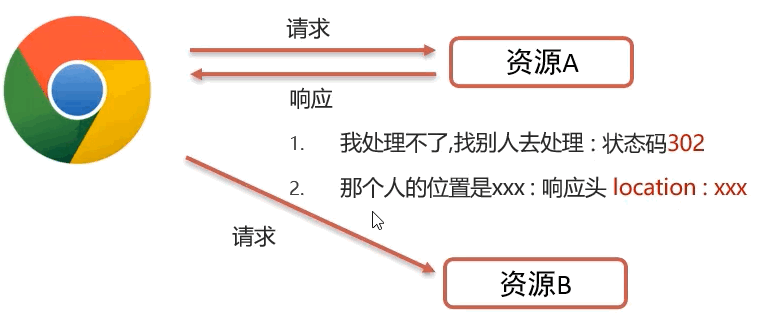 请求
资源A
响应
1. 我处理不了,找别人去处理 : 状态码302
2. 那个人的位置是xxx : 响应头 location : xxx
请求
资源B